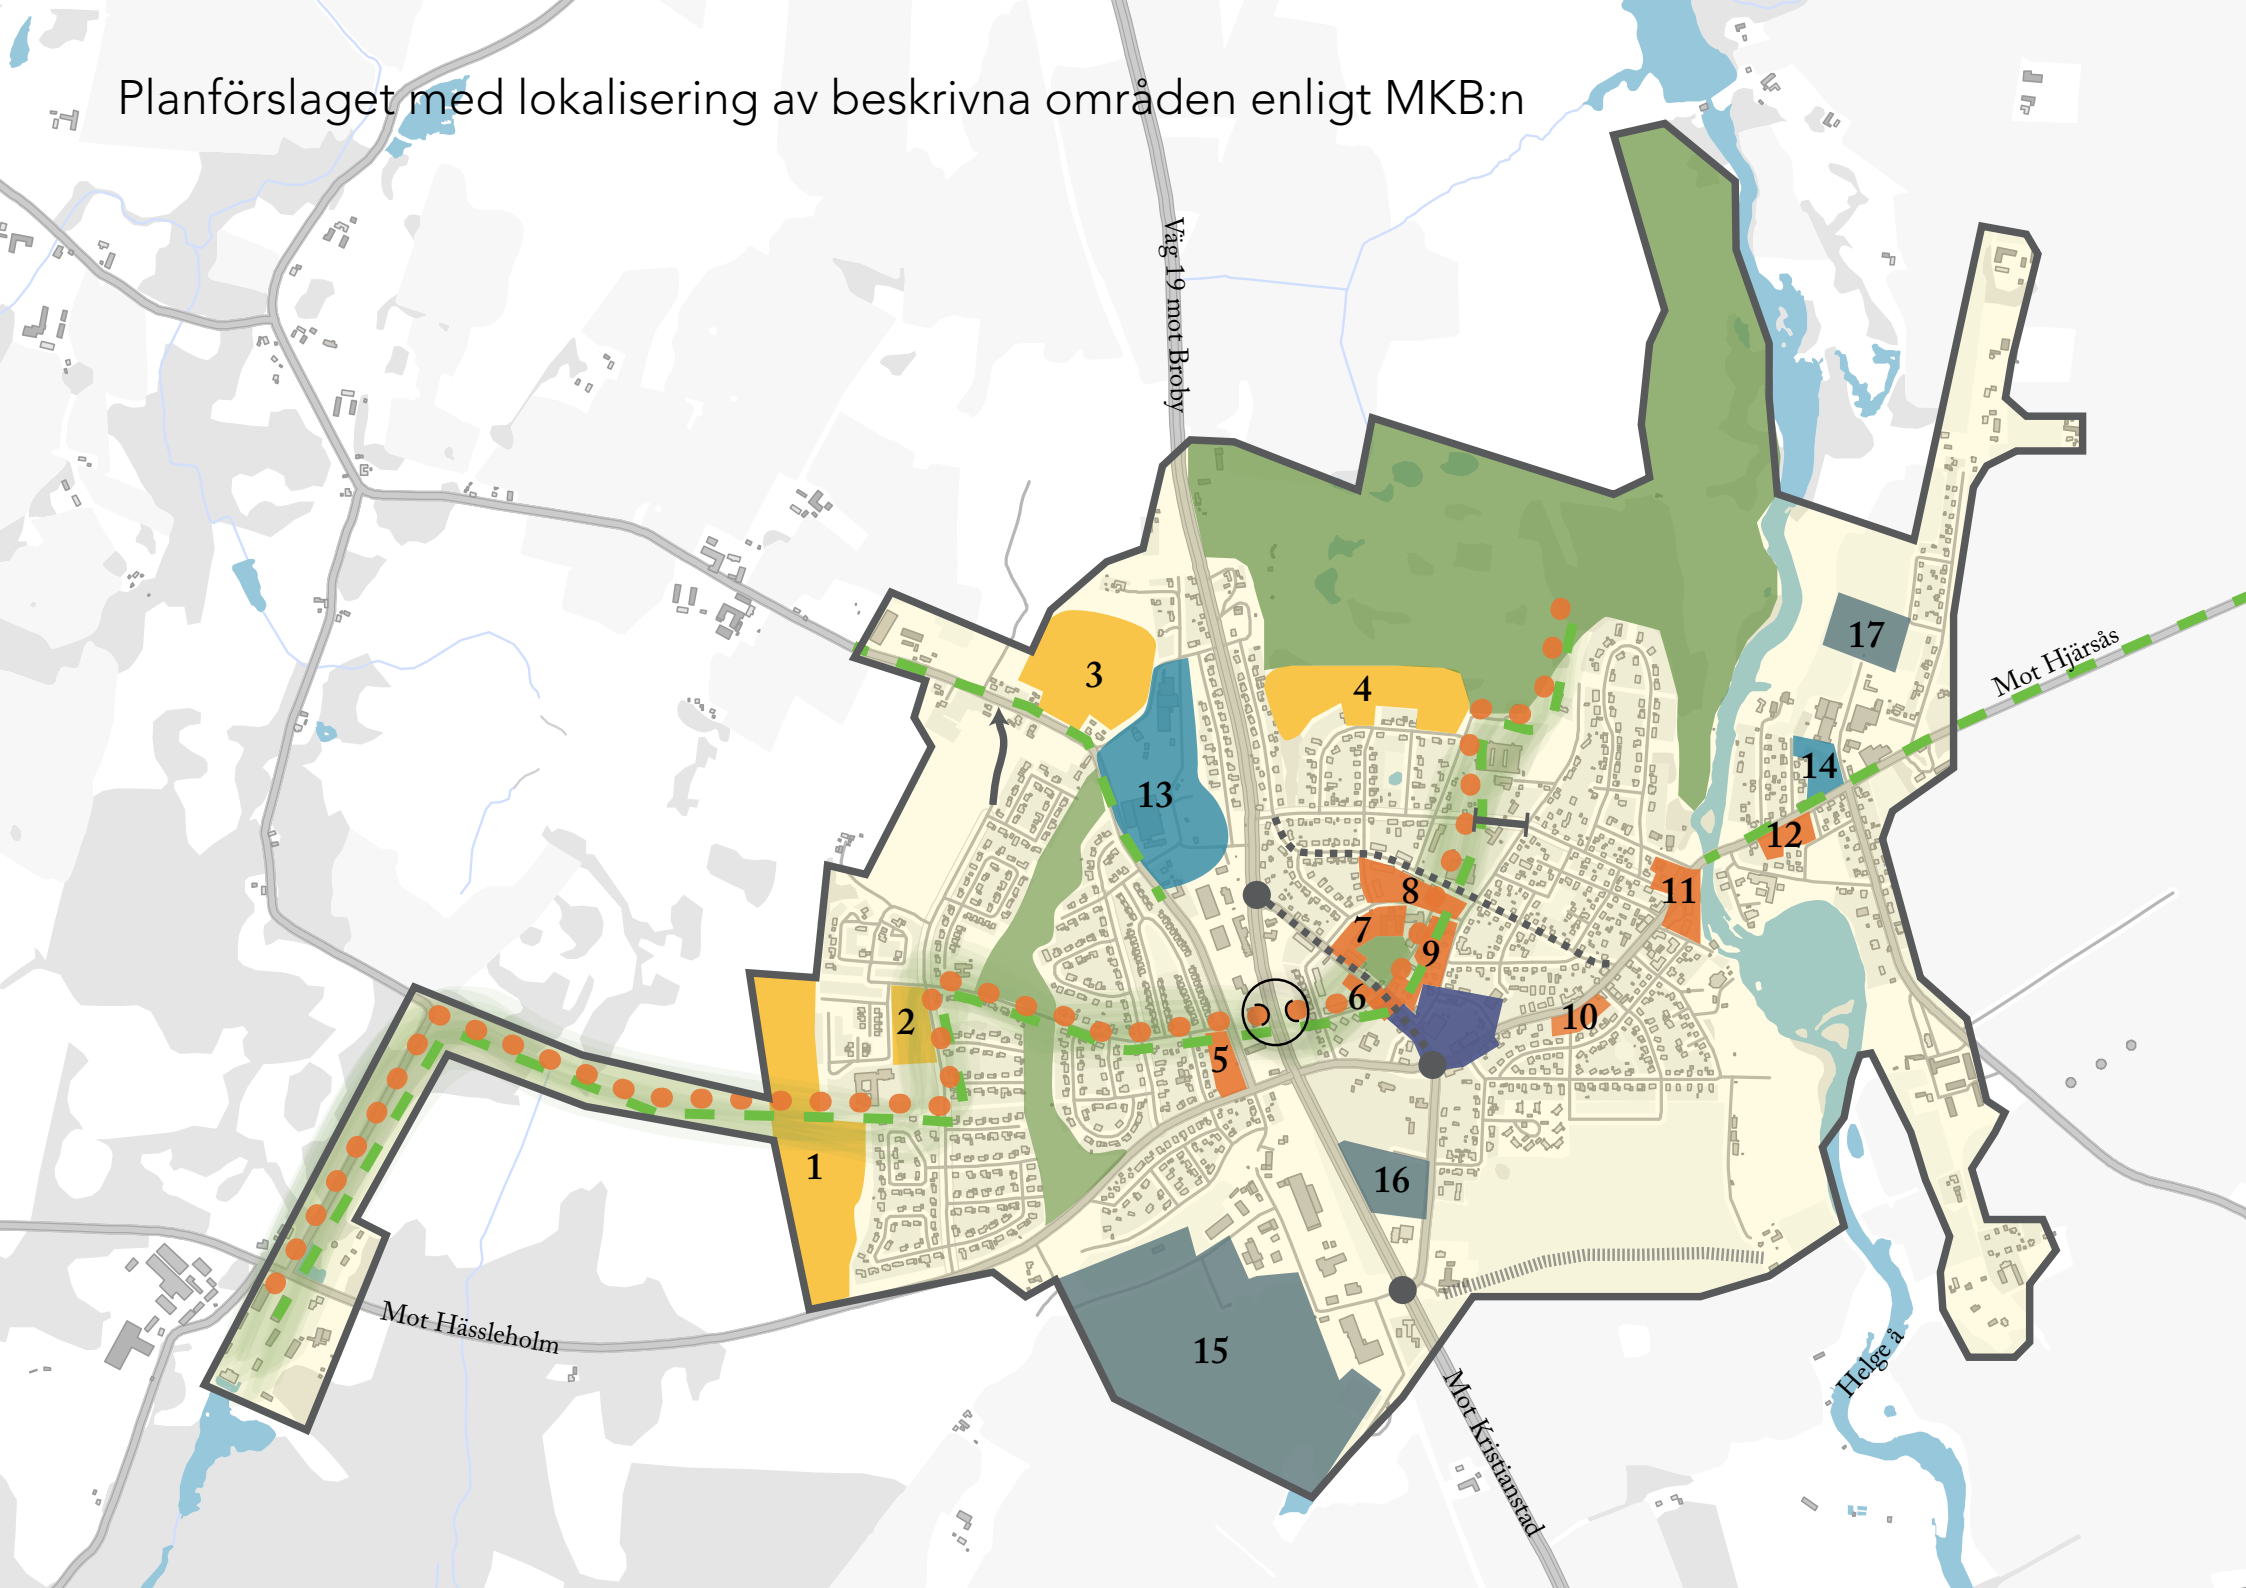 Planförslaget med lokalisering av beskrivna områden enligt MKB:n
Väg 19 mot Broby
17
Mot Hjärsås
3
4
14
13
12
8
11
7
9
6
2
10
5
1
16
Mot Hässleholm
15
Helge å
Mot Kristianstad